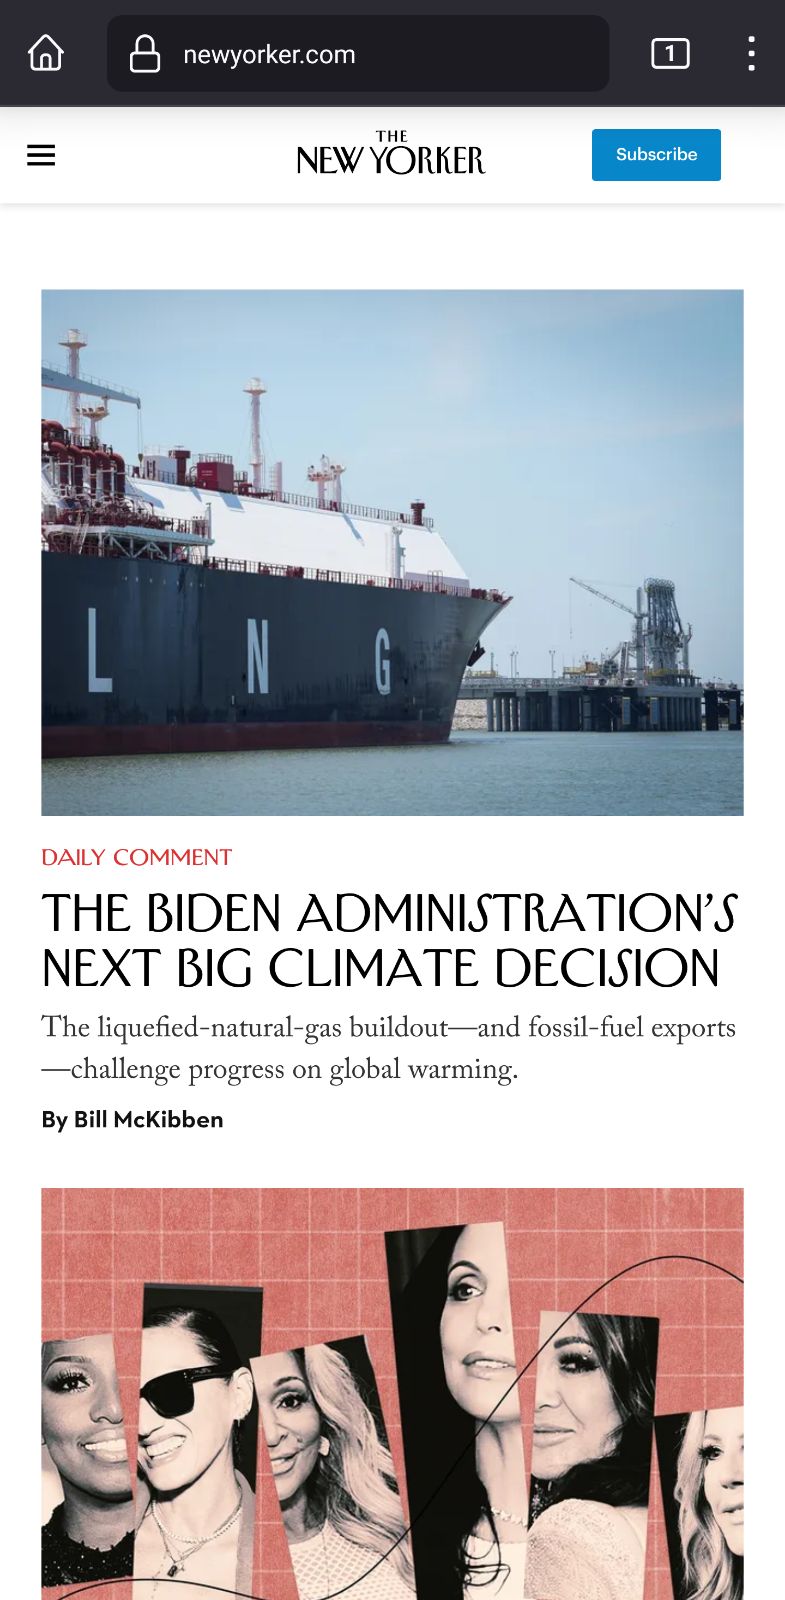 newyorker.com
1
THE
NEW YORKER
Subscribe
L N G
DAILY COMMENT
THE BIDEN ADMINISTRATION'S
NEXT BIG CLIMATE DECISION
The liquefied-natural-gas buildout—and fossil-fuel exports
—challenge progress on global warming.
By Bill McKibben